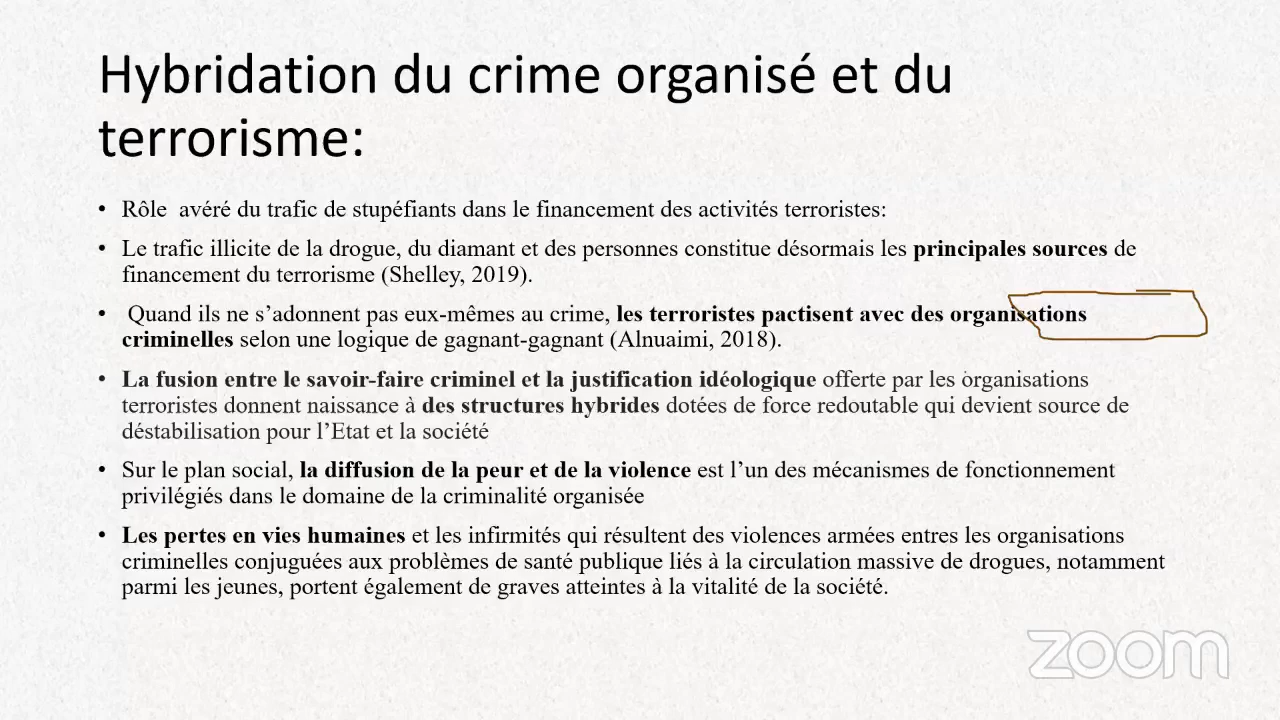 Hybridation du crime organisé et du
terrorisme:
• Rôle  avéré du trafic de stupéfiants dans le financement des activités terroristes:
• Le trafic illicite de la drogue, du diamant et des personnes constitue désormais les principales sources de
financement du terrorisme (Shelley, 2019).
• Quand ils ne s’adonnent pas eux-mêmes au crime, les terroristes pactisent avec des organisations
criminelles selon une logique de gagnant-gagnant (Alnuaimi, 2018).
• La fusion entre le savoir-faire criminel et la justification idéologique offerte par les organisations
terroristes donnent naissance à des structures hybrides dotées de force redoutable qui devient source de
déstabilisation pour l’Etat et la société
• Sur le plan social, la diffusion de la peur et de la violence est l’un des mécanismes de fonctionnement
privilégiés dans le domaine de la criminalité organisée
• Les pertes en vies humaines et les infirmités qui résultent des violences armées entres les organisations
criminelles conjuguées aux problèmes de santé publique liés à la circulation massive de drogues, notamment
parmi les jeunes, portent également de graves atteintes à la vitalité de la société.
zoom